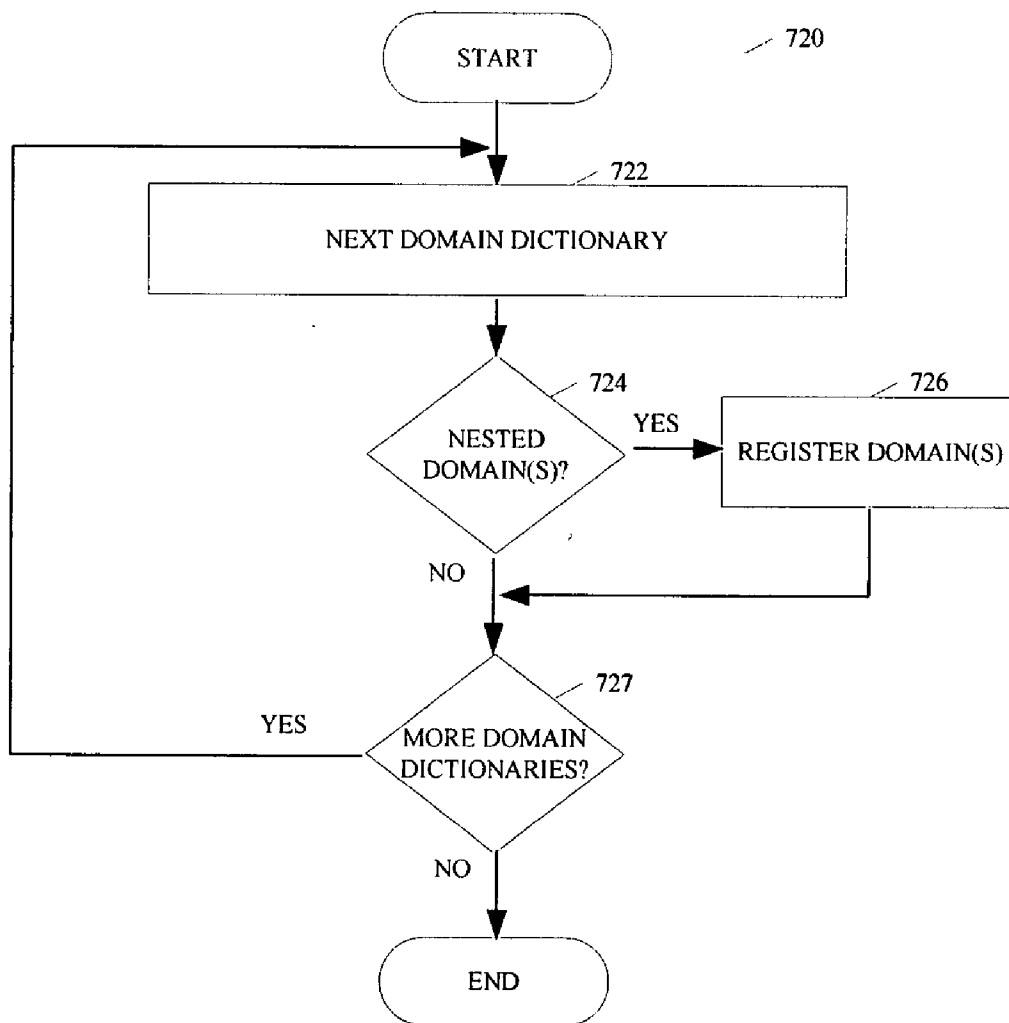 START
720
722
NEXT DOMAIN DICTIONARY
724
NESTED
DOMAIN(S)?
YES
726
REGISTER DOMAIN(S)
NO
727
YES
MORE DOMAIN
DICTIONARIES?
NO
END